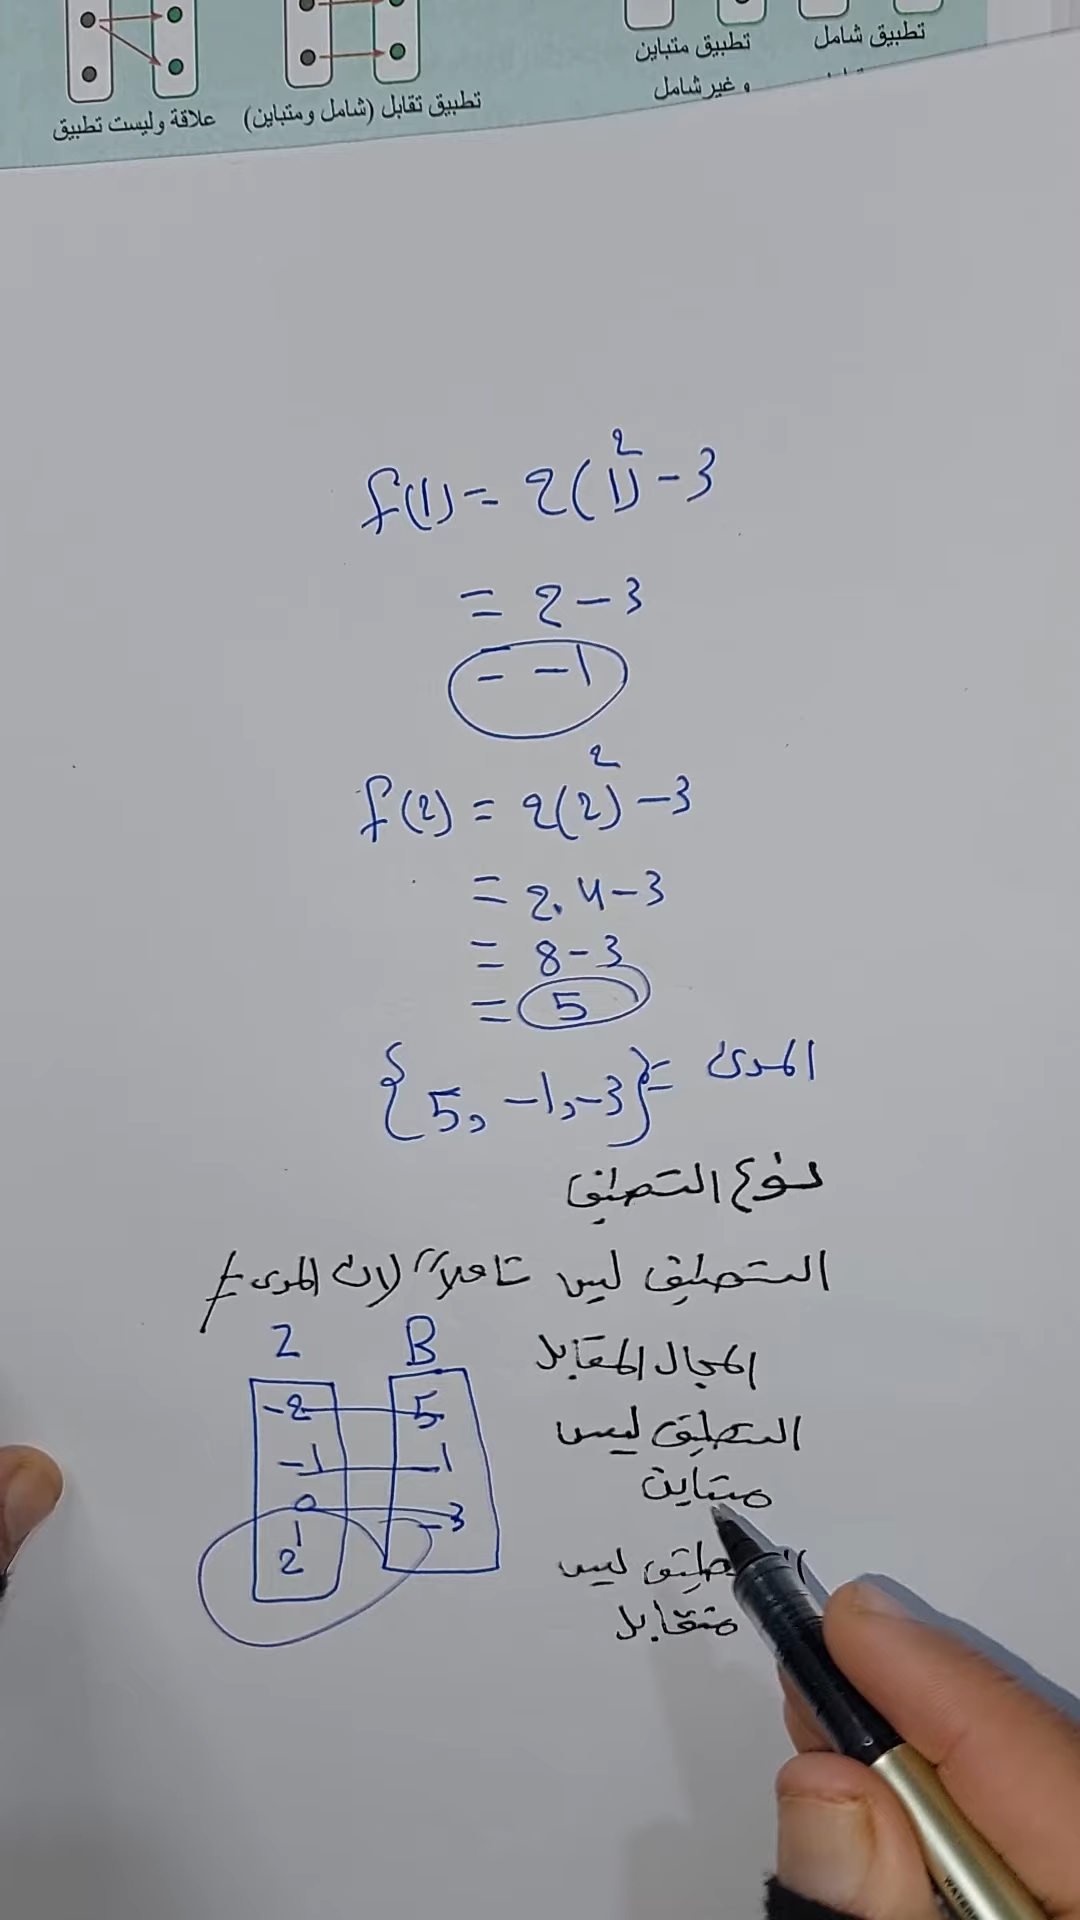 تطبيق شامل
تطبيق متباين
و غير شامل
تطبيق تقابل (شامل و متباين)
علاقة وليست تطبيق
f(1) = 2(1)² - 3
= 2 - 3
= -1
f(2) = 2(2)² - 3
= 2.4 - 3
= 8 - 3
= 5
المدى = {5, -1, -3}
نوع التطبيق
التطبيق ليس شاملاً لان المدى ≠
المجال المقابل
التطبيق ليس
متباين
التطبيق ليس
متقابل
Z B
-2 5
-1 -1
0 -3
1
2